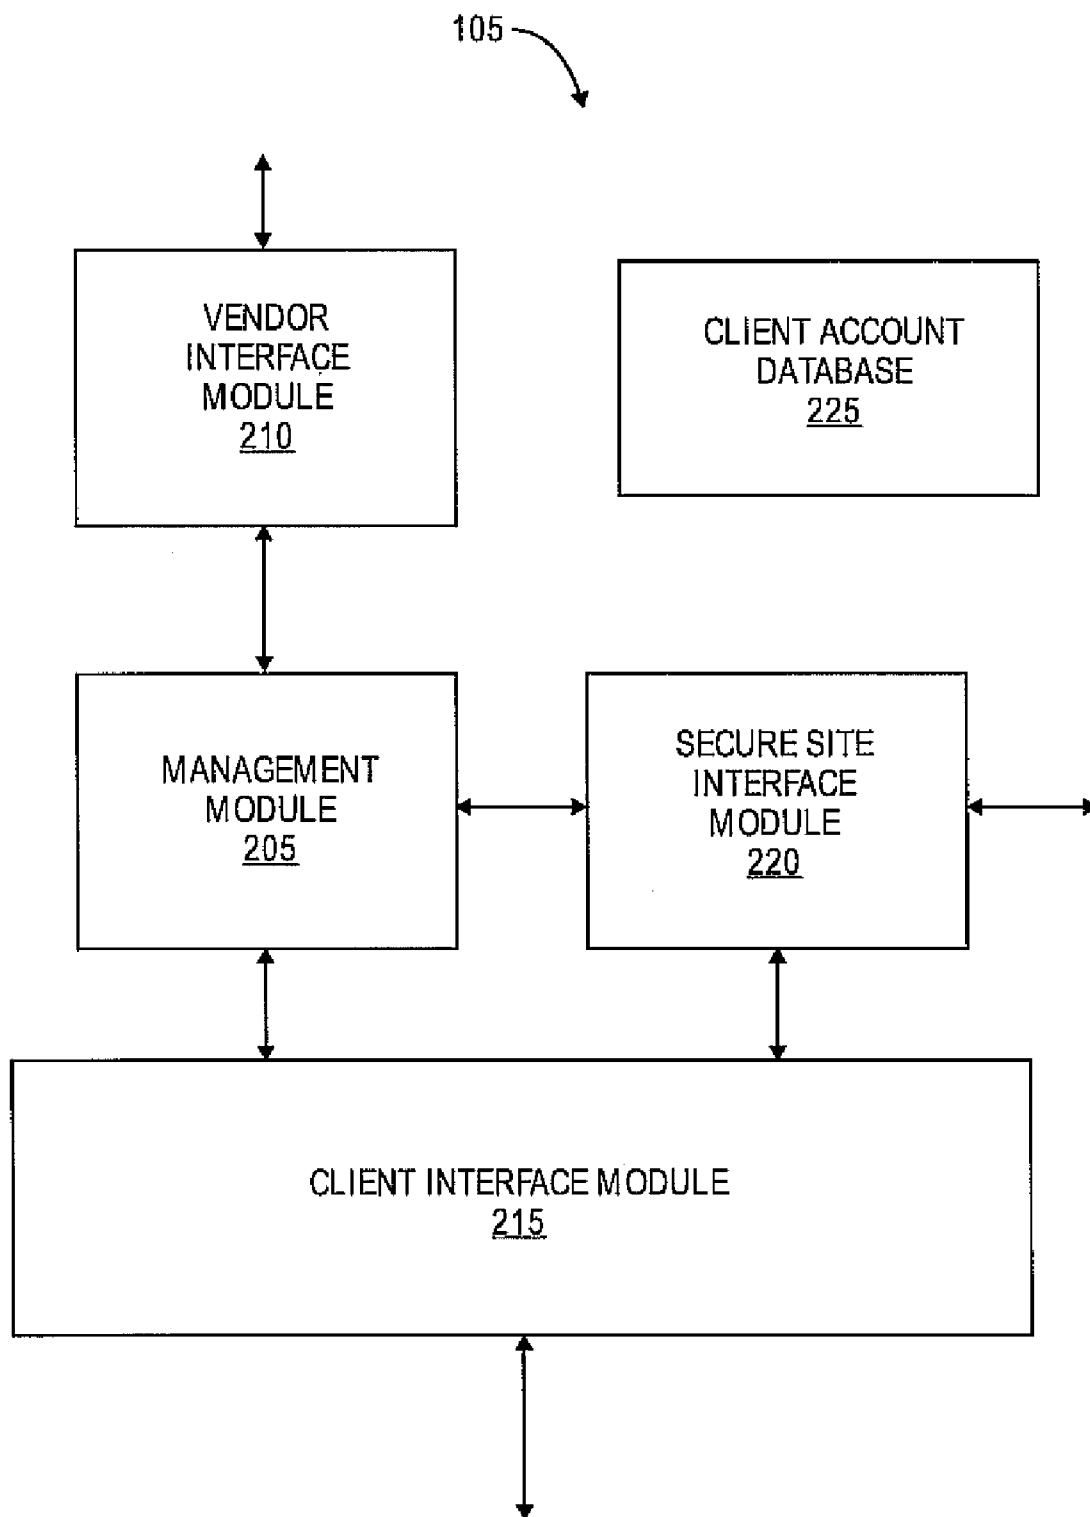 105
VENDOR
INTERFACE
MODULE
210
CLIENT ACCOUNT
DATABASE
225
MANAGEMENT
MODULE
205
SECURE SITE
INTERFACE
MODULE
220
CLIENT INTERFACE MODULE
215